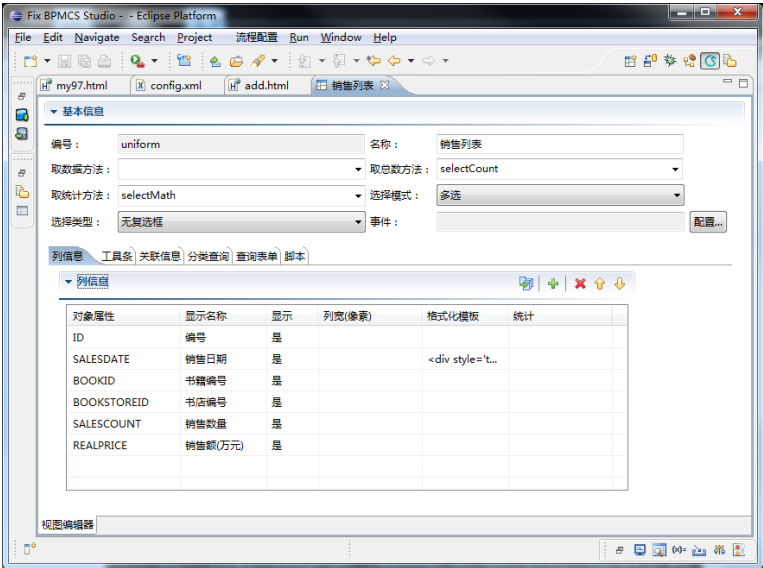 Fix BPMCS Studio - - Eclipse Platform
File Edit Navigate Search Project 流程配置 Run Window Help
my97.html config.xml add.html 销售列表
基本信息
编号： uniform 名称： 销售列表
取数据方法： 取总数方法： selectCount
取统计方法： selectMath 选择模式： 多选
选择类型： 无复选框 事件： 配置...
列信息 工具条 关联信息 分类查询 查询表单 脚本
列信息
对象属性 显示名称 显示 列宽(像素) 格式化模板 统计
ID 编号 是
SALESDATE 销售日期 是 <div style='t...
BOOKID 书籍编号 是
BOOKSTOREID 书店编号 是
SALESCOUNT 销售数量 是
REALPRICE 销售额(万元) 是
视图编辑器